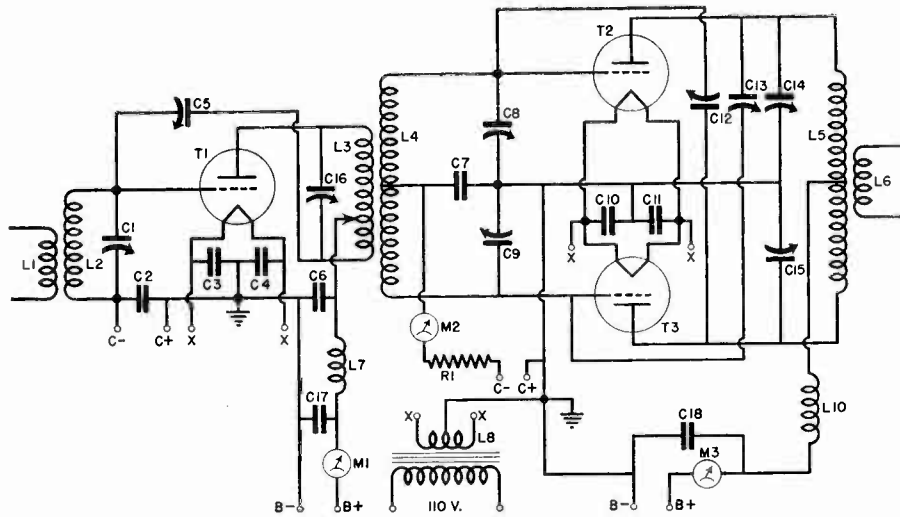 T2
C5
C13
C14
C12
L3
L4
C8
L5
T1
C16
C7
L6
C1
C10
C11
L1
L2
C2
C3
C4
C6
C9
X
X
C15
C-
C+
X
X
M2
T3
L7
R1
C-
C+
C17
X
X
L8
C18
L10
M1
M3
B-
B+
110 V.
B-
B+